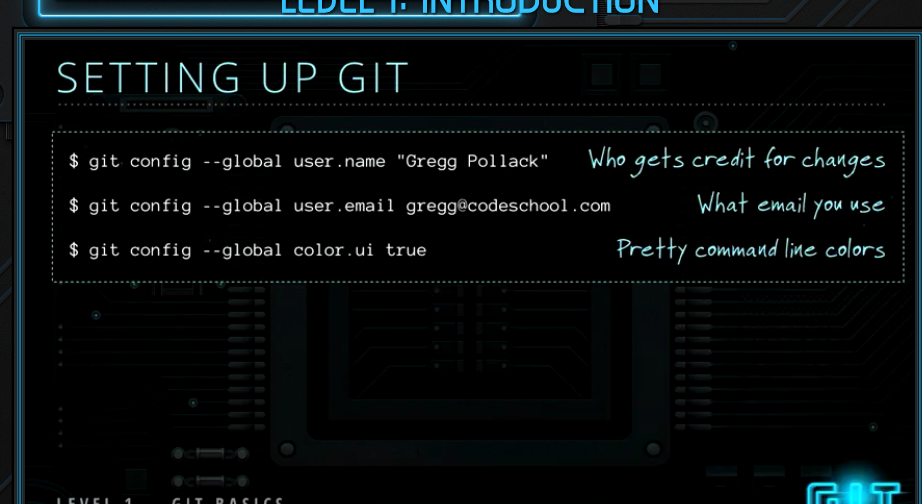 LEVEL 1: INTRODUCTION
SETTING UP GIT
$ git config --global user.name "Gregg Pollack" Who gets credit for changes
$ git config --global user.email gregg@codeschool.com What email you use
$ git config --global color.ui true Pretty command line colors
LEVEL 1 GIT BASICS
GIT